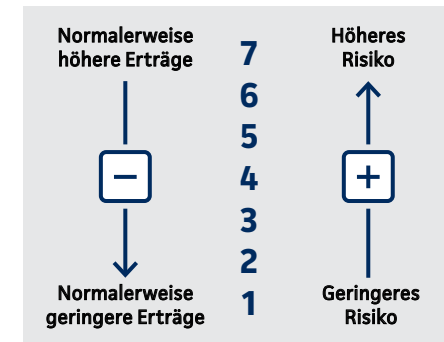 Normalerweise
höhere Erträge
7
6
5
4
3
2
1
Höheres
Risiko
−
+
Normalerweise
geringere Erträge
Geringeres
Risiko